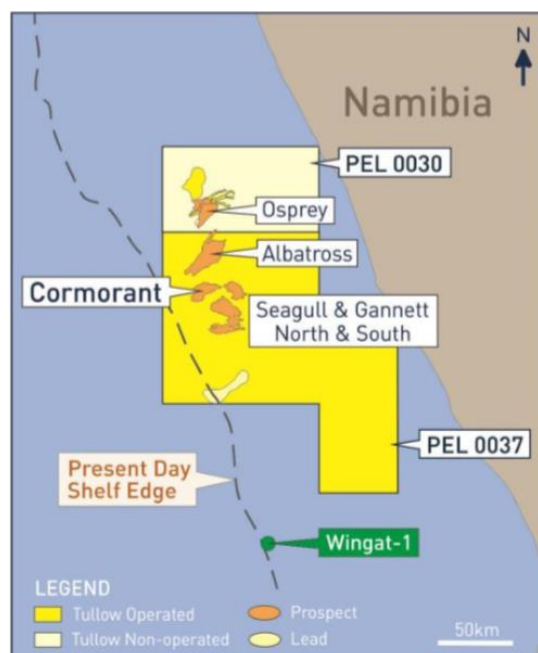 N
Namibia
PEL 0030
Osprey
Albatross
Cormorant
Seagull & Gannett
North & South
PEL 0037
Present Day
Shelf Edge
Wingat-1
LEGEND
Tullow Operated
Prospect
Tullow Non-operated
Lead
50km